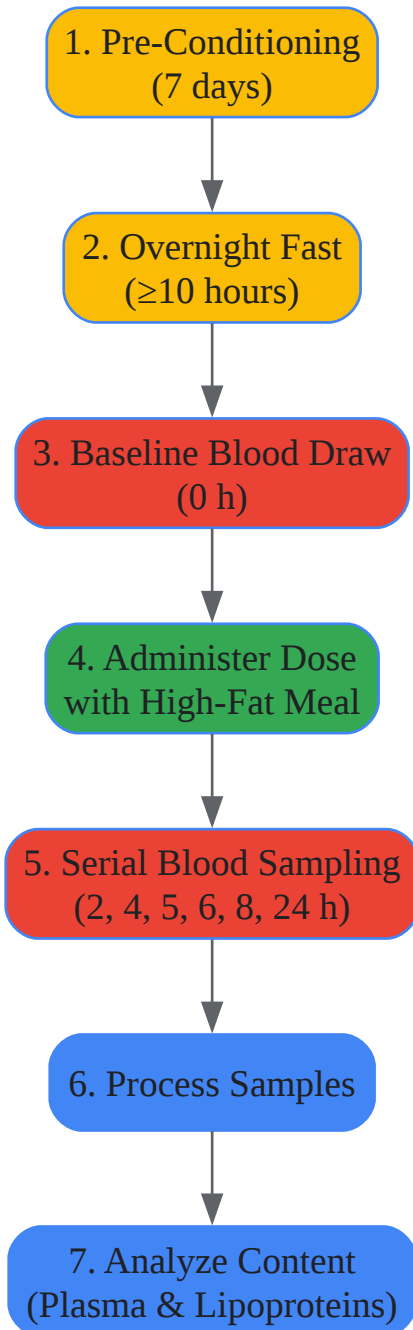 1. Pre-Conditioning
(7 days)
2. Overnight Fast
(≥10 hours)
3. Baseline Blood Draw
(0 h)
4. Administer Dose
with High-Fat Meal
5. Serial Blood Sampling
(2, 4, 5, 6, 8, 24 h)
6. Process Samples
7. Analyze Content
(Plasma & Lipoproteins)